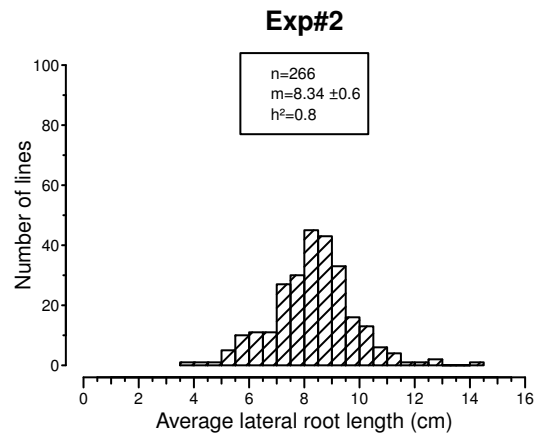 Exp#2
n=266
m=8.34 ±0.6
h²=0.8
Number of lines
100
80
60
40
20
0
0 2 4 6 8 10 12 14 16
Average lateral root length (cm)